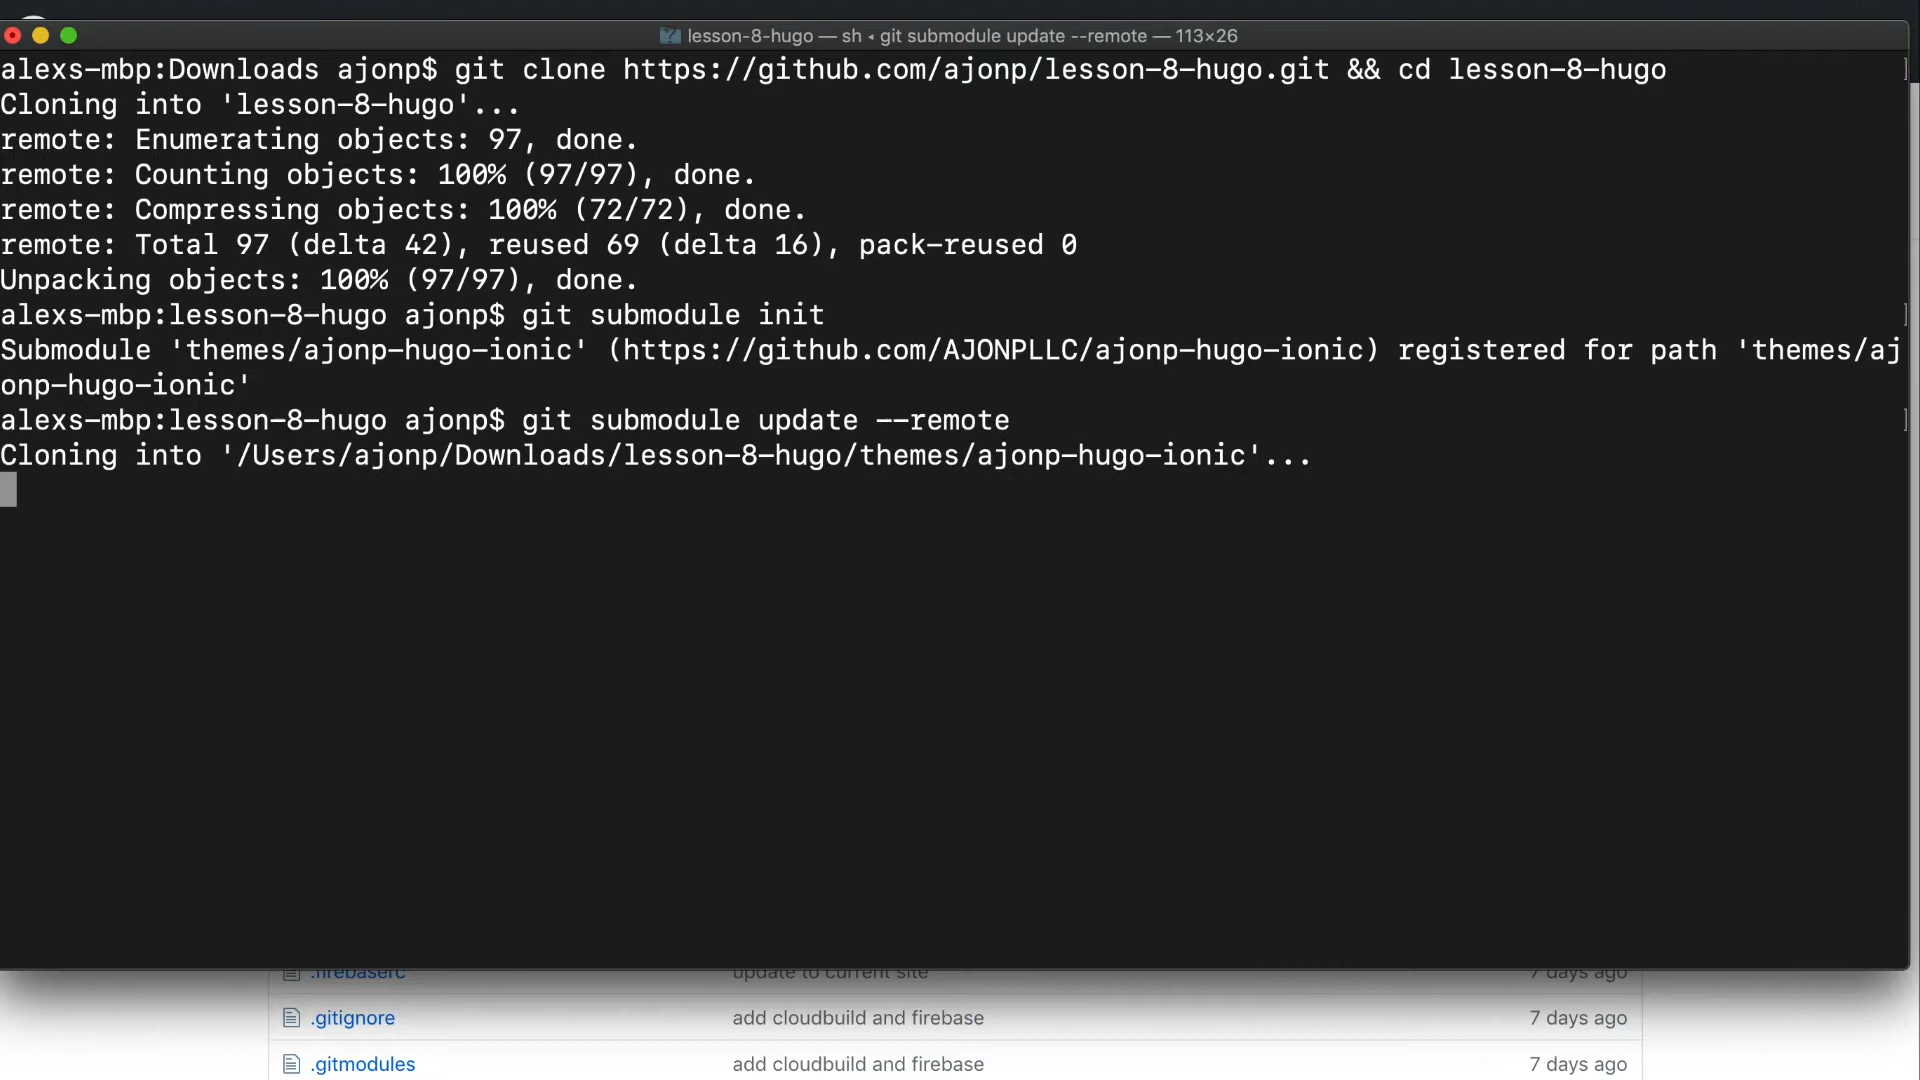 lesson-8-hugo — sh ◂ git submodule update --remote — 113×26
alexs-mbp:Downloads ajonp$ git clone https://github.com/ajonp/lesson-8-hugo.git && cd lesson-8-hugo
Cloning into 'lesson-8-hugo'...
remote: Enumerating objects: 97, done.
remote: Counting objects: 100% (97/97), done.
remote: Compressing objects: 100% (72/72), done.
remote: Total 97 (delta 42), reused 69 (delta 16), pack-reused 0
Unpacking objects: 100% (97/97), done.
alexs-mbp:lesson-8-hugo ajonp$ git submodule init
Submodule 'themes/ajonp-hugo-ionic' (https://github.com/AJONPLLC/ajonp-hugo-ionic) registered for path 'themes/aj
onp-hugo-ionic'
alexs-mbp:lesson-8-hugo ajonp$ git submodule update --remote
Cloning into '/Users/ajonp/Downloads/lesson-8-hugo/themes/ajonp-hugo-ionic'...
.firebaserc update to current site 7 days ago
.gitignore add cloudbuild and firebase 7 days ago
.gitmodules add cloudbuild and firebase 7 days ago